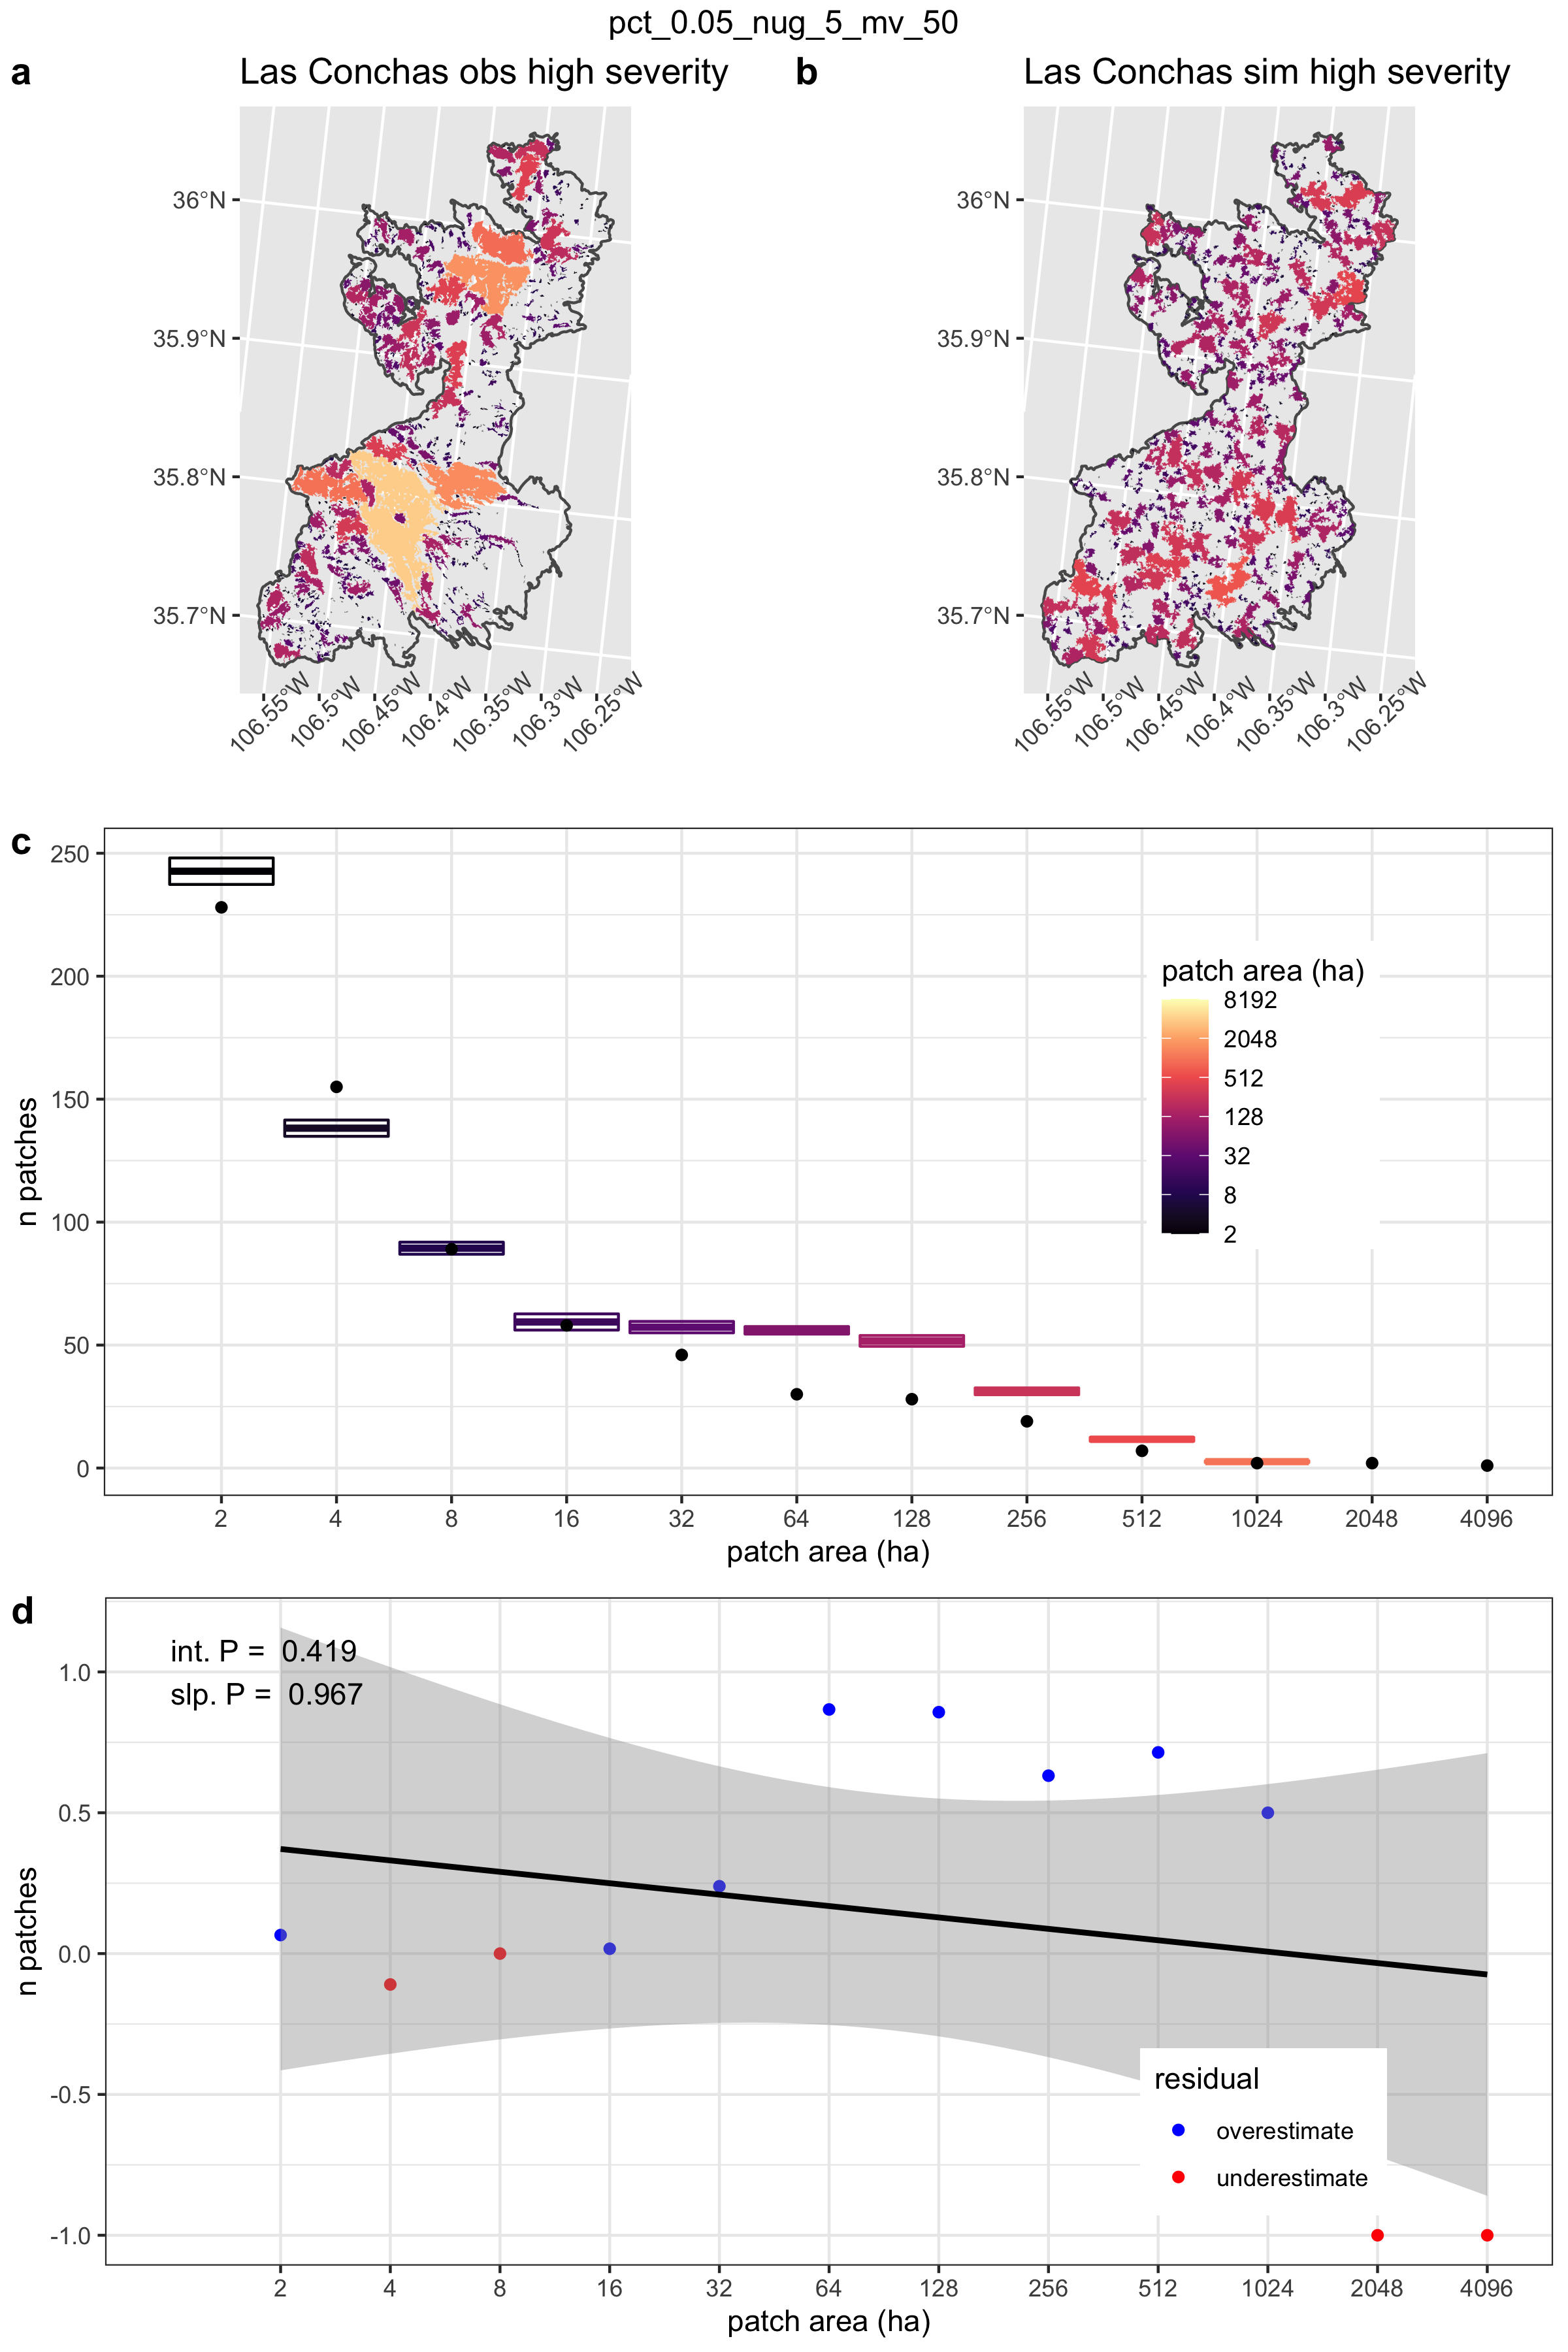 pct_0.05_nug_5_mv_50
a
Las Conchas obs high severity
36°N
35.9°N
35.8°N
35.7°N
106.55°W
106.5°W
106.45°W
106.4°W
106.35°W
106.3°W
106.25°W
b
Las Conchas sim high severity
36°N
35.9°N
35.8°N
35.7°N
106.55°W
106.5°W
106.45°W
106.4°W
106.35°W
106.3°W
106.25°W
c
n patches
250
200
150
100
50
0
patch area (ha)
8192
2048
512
128
32
8
2
2 4 8 16 32 64 128 256 512 1024 2048 4096
patch area (ha)
d
n patches
1.0
0.5
0.0
-0.5
-1.0
int. P = 0.419
slp. P = 0.967
residual
overestimate
underestimate
2 4 8 16 32 64 128 256 512 1024 2048 4096
patch area (ha)